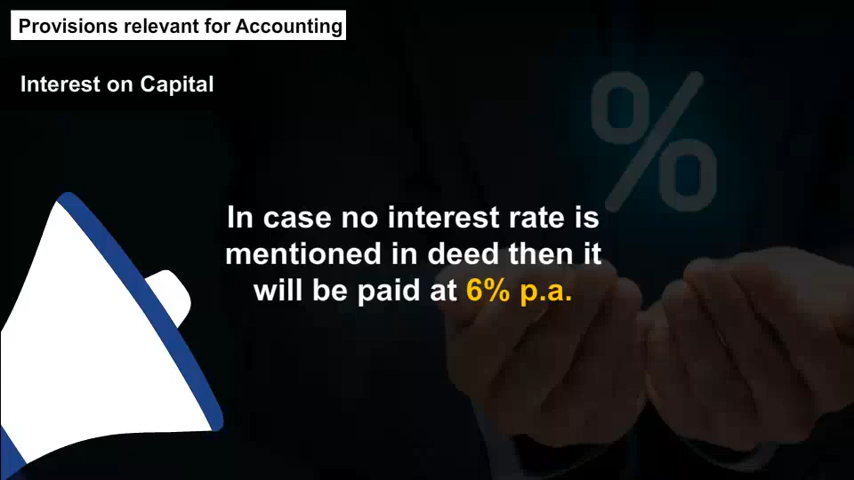 Provisions relevant for Accounting
Interest on Capital
%
In case no interest rate is
mentioned in deed then it
will be paid at 6% p.a.